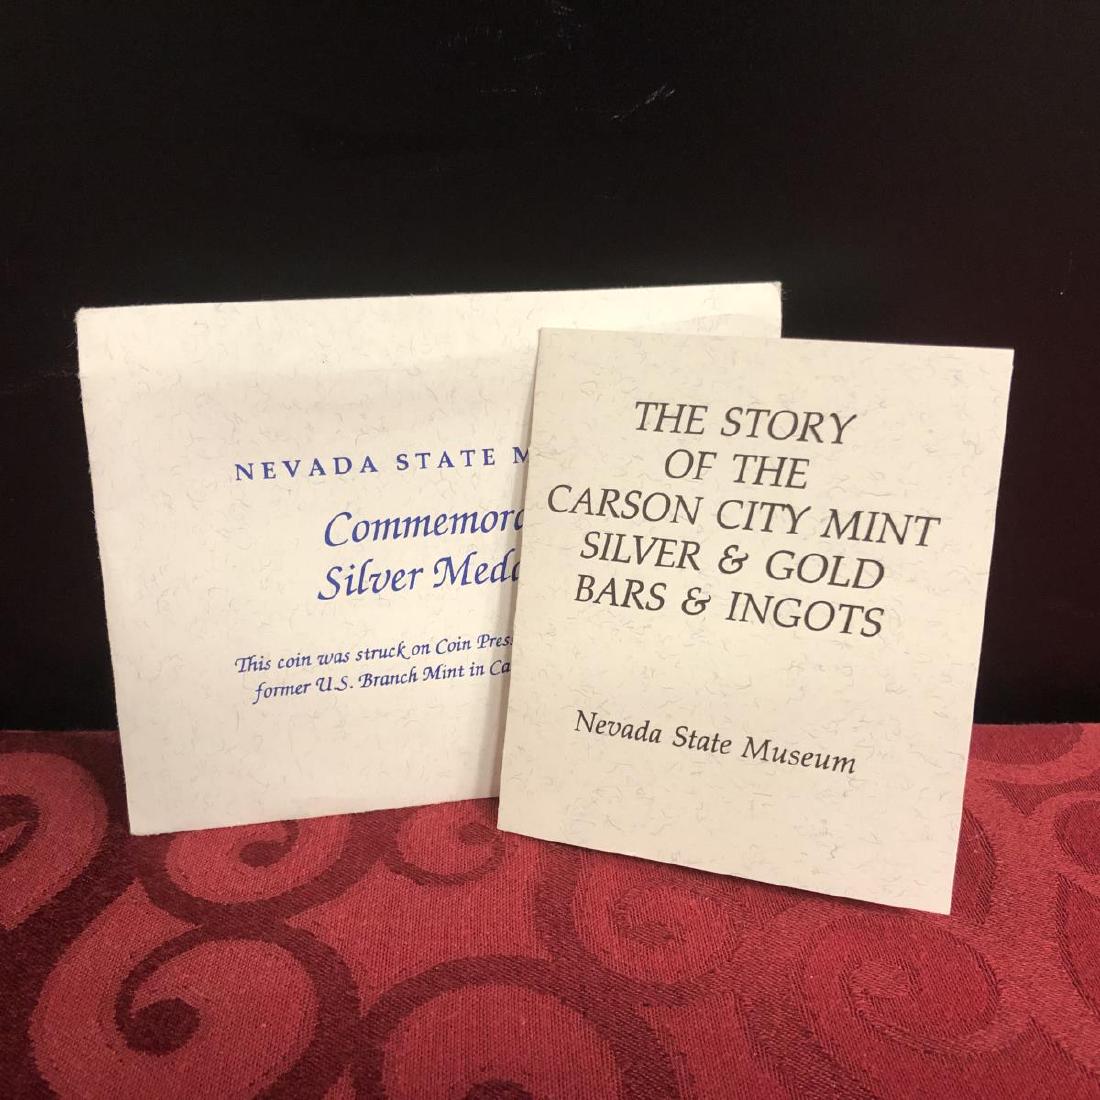 NEVADA STATE M
Commemora
Silver Meda
This coin was struck on Coin Pres
former U.S. Branch Mint in Ca
THE STORY
OF THE
CARSON CITY MINT
SILVER & GOLD
BARS & INGOTS
Nevada State Museum